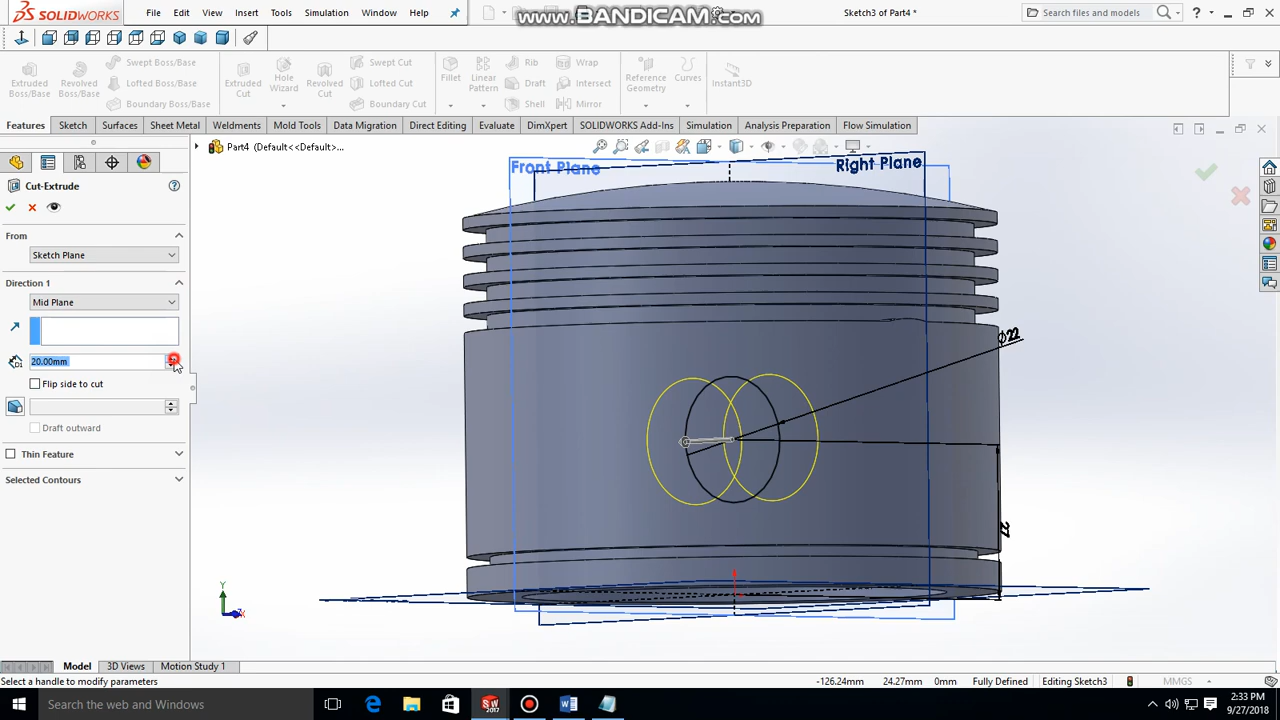 SOLIDWORKS File Edit View Insert Tools Simulation Window Help www.BANDICAM.com Sketch3 of Part4 * Search files and models
Extruded Boss/Base
Revolved Boss/Base
Swept Boss/Base
Lofted Boss/Base
Boundary Boss/Base
Extruded Cut
Hole Wizard
Revolved Cut
Swept Cut
Lofted Cut
Boundary Cut
Fillet
Linear Pattern
Rib
Draft
Shell
Wrap
Intersect
Mirror
Reference Geometry
Curves
Instant3D
Features Sketch Surfaces Sheet Metal Weldments Mold Tools Data Migration Direct Editing Evaluate DimXpert SOLIDWORKS Add-Ins Simulation Analysis Preparation Flow Simulation
Part4 (Default<<Default>...
Front Plane
Right Plane
Cut-Extrude
From
Sketch Plane
Direction 1
Mid Plane
D1
20.00mm
Flip side to cut
Draft outward
Thin Feature
Selected Contours
Ø22
22
Y
Model 3D Views Motion Study 1
Select a handle to modify parameters -126.24mm 24.27mm 0mm Fully Defined Editing Sketch3 MMGS
Search the web and Windows
SW 2017
2:33 PM
9/27/2018